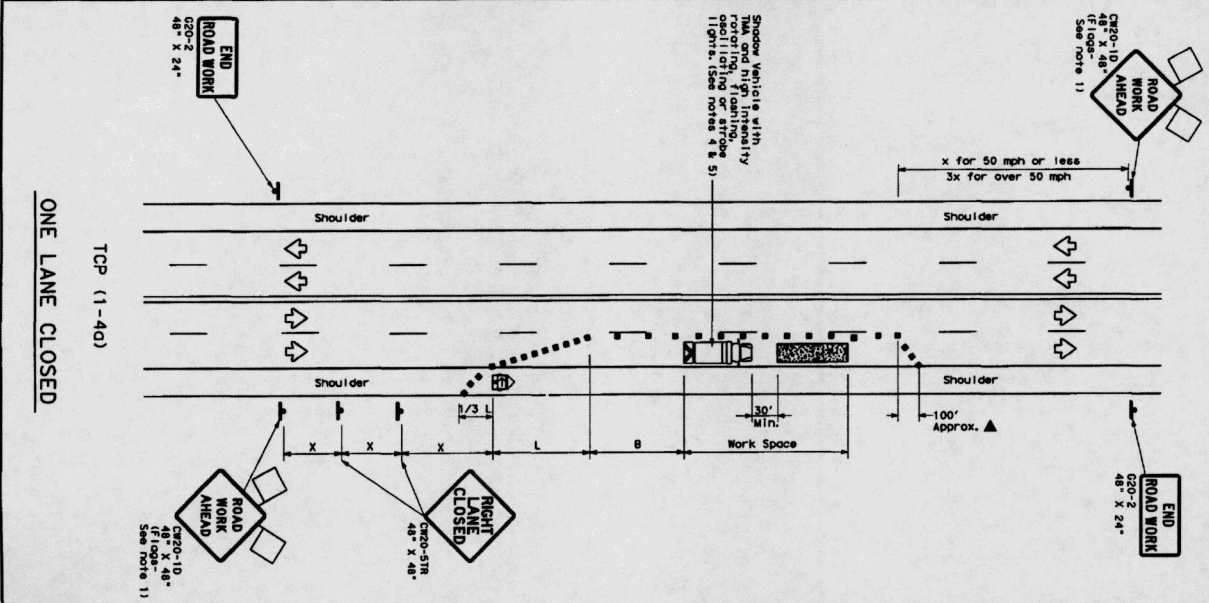 END
ROAD WORK
G20-2
48" X 24"
Shadow Vehicle with
TMA and high intensity
rotating, flashing,
oscillating or strobe
lights. (See notes 4 & 5)
ROAD
WORK
AHEAD
CW20-1D
48" X 48"
(Flags-
See note 1)
x for 50 mph or less
3x for over 50 mph
Shoulder
Shoulder
Shoulder
Shoulder
1/3 L
30'
Min.
100'
Approx.
X
X
X
L
B
Work Space
ROAD
WORK
AHEAD
CW20-1D
48" X 48"
(Flags-
See note 1)
RIGHT
LANE
CLOSED
CW20-5TR
48" X 48"
END
ROAD WORK
G20-2
48" X 24"
TCP (1-4a)
ONE LANE CLOSED